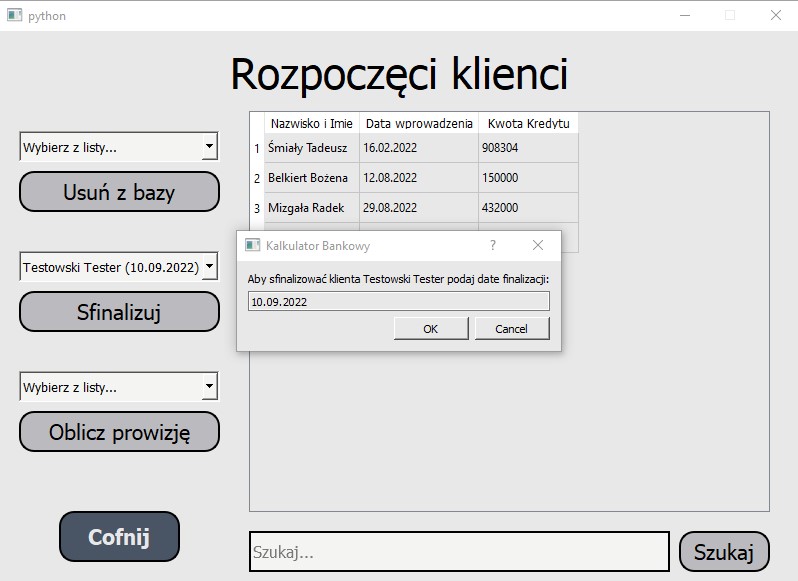 python
Rozpoczęci klienci
Wybierz z listy...
Usuń z bazy
Testowski Tester (10.09.2022)
Sfinalizuj
Wybierz z listy...
Oblicz prowizję
Cofnij
Nazwisko i Imie Data wprowadzenia Kwota Kredytu
1 Śmiały Tadeusz 16.02.2022 908304
2 Belkiert Bożena 12.08.2022 150000
3 Mizgała Radek 29.08.2022 432000
Kalkulator Bankowy
Aby sfinalizować klienta Testowski Tester podaj date finalizacji:
10.09.2022
OK Cancel
Szukaj... Szukaj